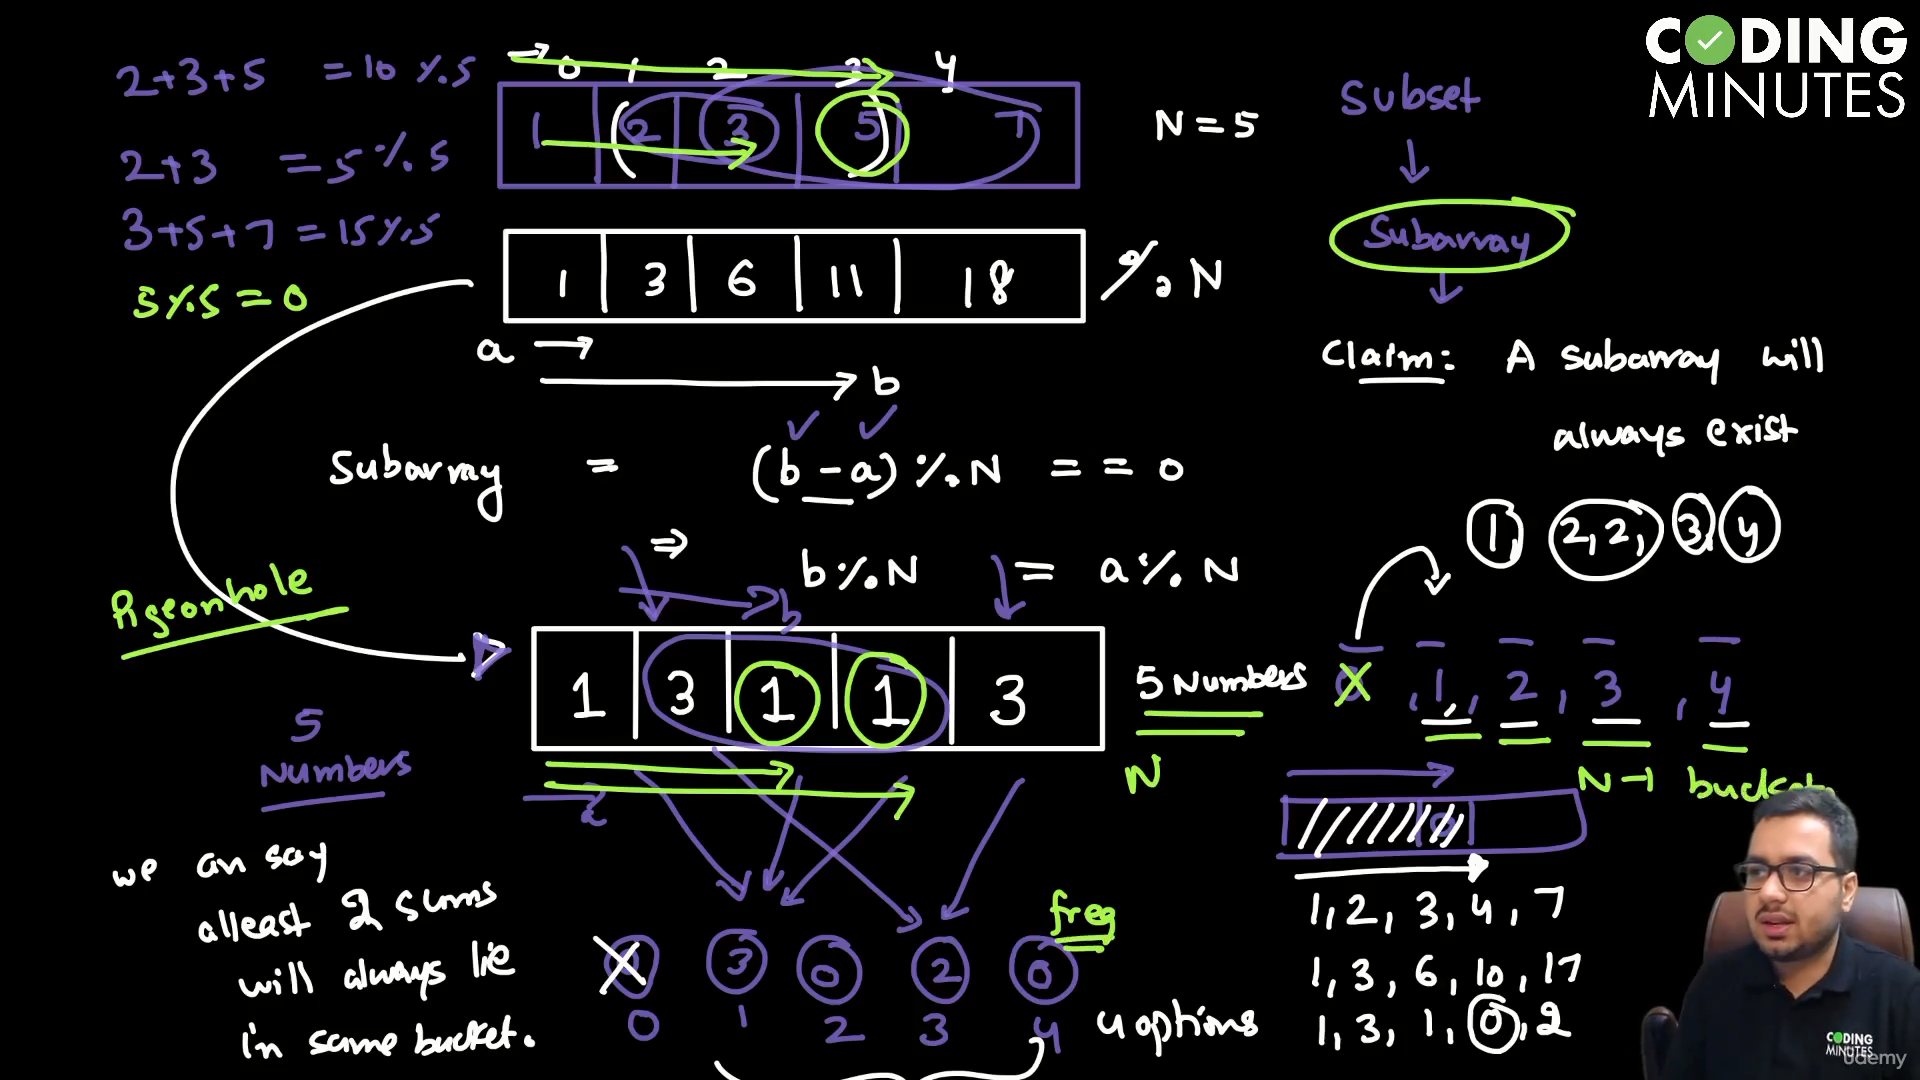 CODING
MINUTES
2+3+5 = 10 %5
2+3 = 5 %5
3+5+7 = 15 %5
5 %5 = 0
0 1 2 3 4
1 2 3 5 7
N = 5
Subset
Subarray
1 3 6 11 18
% N
a
b
Claim: A subarray will
always exist
Subarray = (b - a) % N = = 0
⇒ b % N = a % N
1, 2, 2, 3, 4
Pigeonhole
b
1 3 1 1 3
5 Numbers
N
0, 1, 2, 3, 4
N-1 bucket
5
Numbers
0
we an say
atleast 2 sums
will always lie
in same bucket.
freq
3 0 2 0
0 1 2 3 4
4 options
1, 2, 3, 4, 7
1, 3, 6, 10, 17
1, 3, 1, 0, 2
CODING
MINUTES
udemy